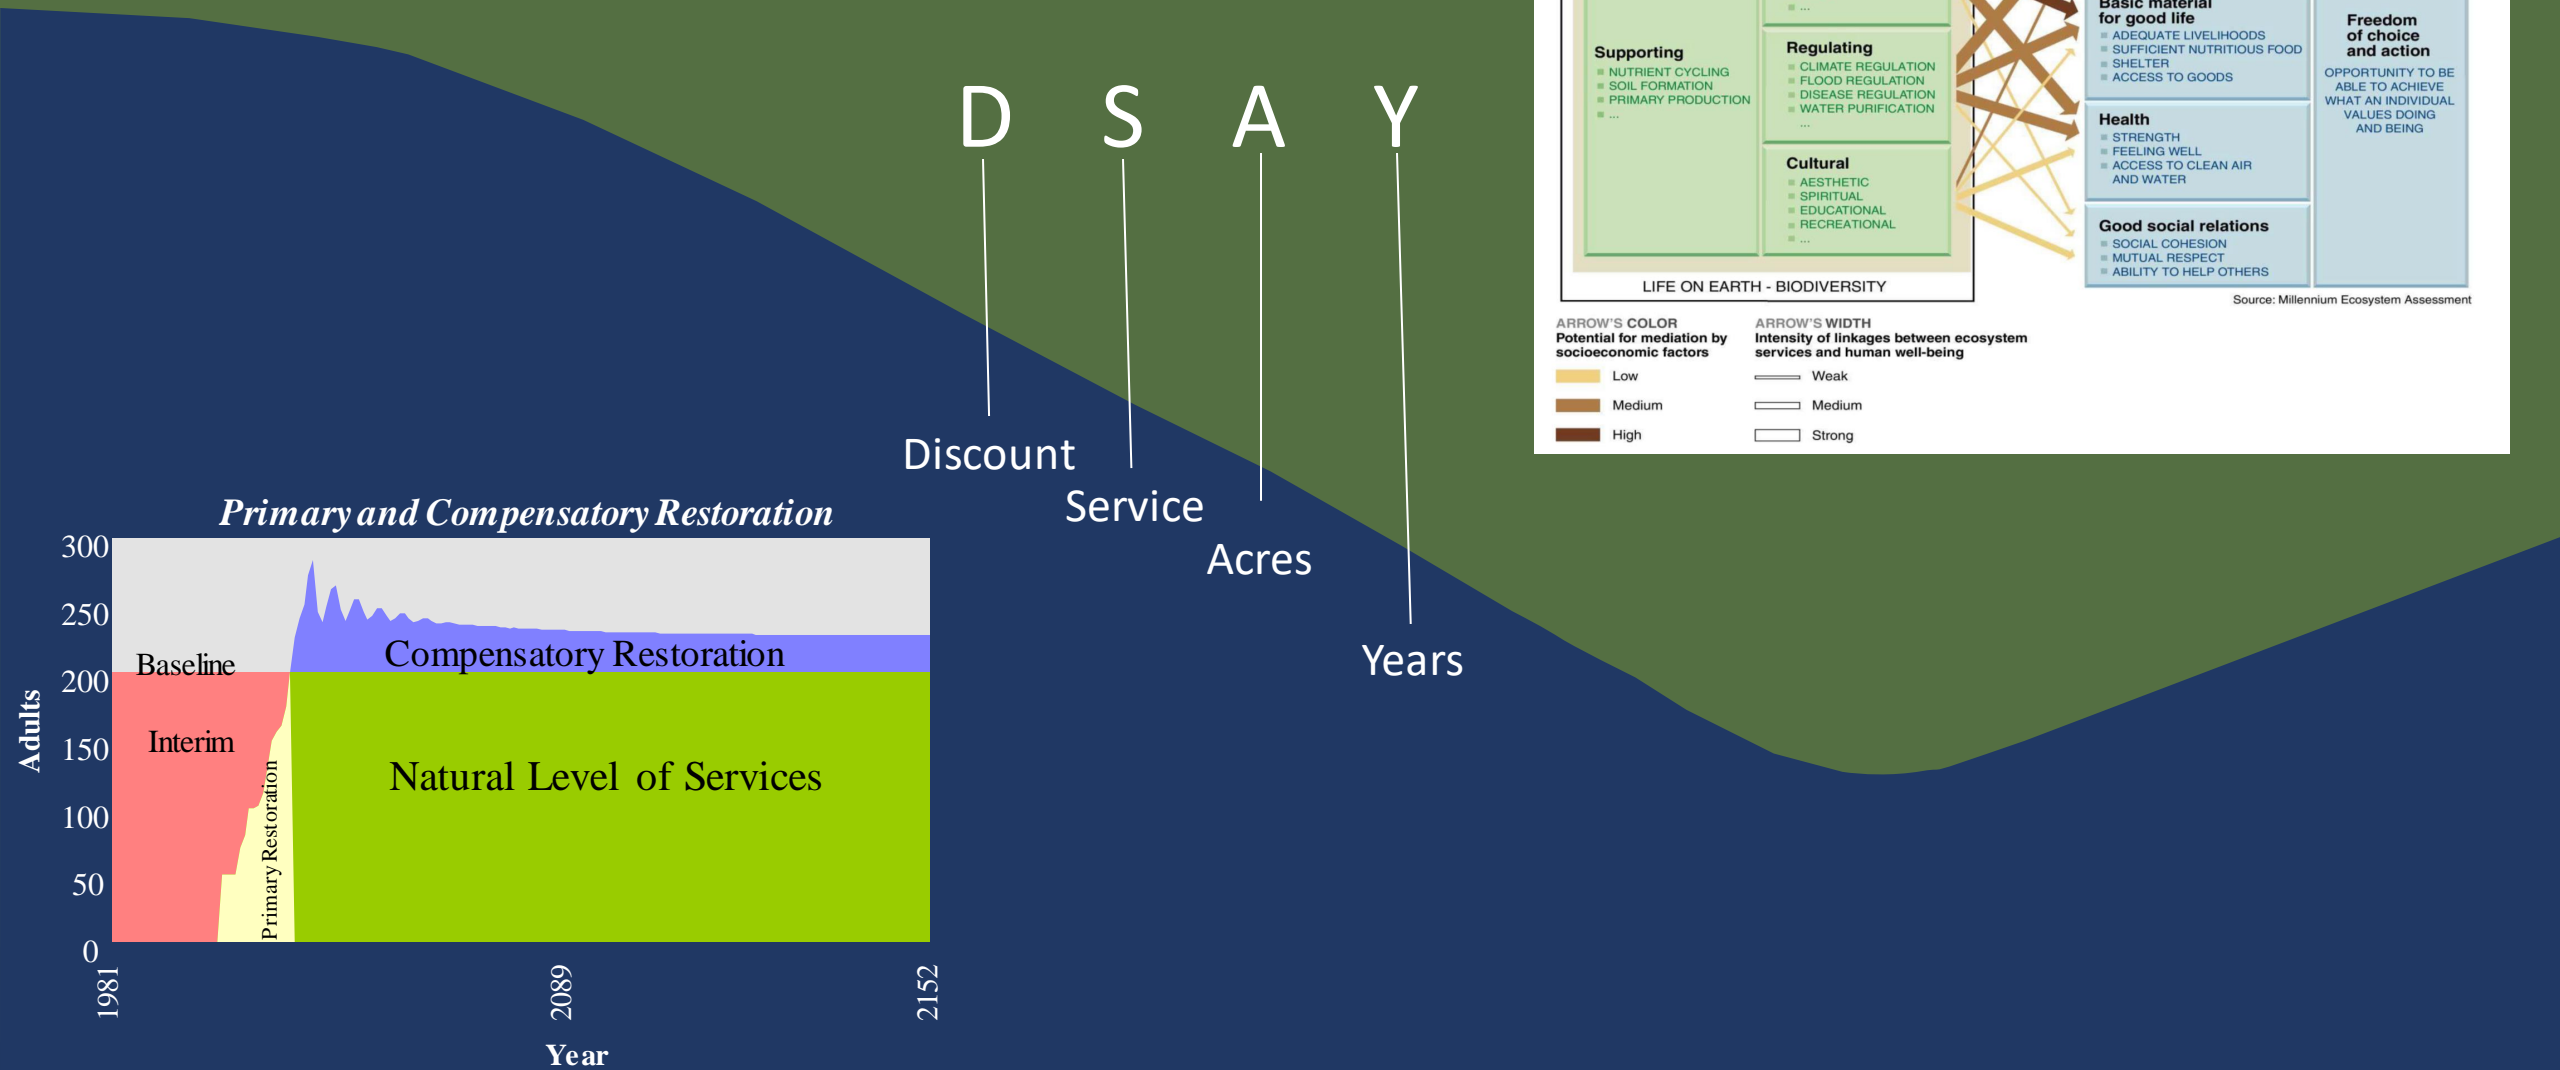 D S A Y
Discount
Service
Acres
Years
Primary and Compensatory Restoration
300
250
200
150
100
50
0
Adults
Baseline
Interim
Primary Restoration
Compensatory Restoration
Natural Level of Services
1981
2089
2152
Year
Supporting
NUTRIENT CYCLING
SOIL FORMATION
PRIMARY PRODUCTION
...
...
Regulating
CLIMATE REGULATION
FLOOD REGULATION
DISEASE REGULATION
WATER PURIFICATION
...
Cultural
AESTHETIC
SPIRITUAL
EDUCATIONAL
RECREATIONAL
...
LIFE ON EARTH - BIODIVERSITY
Basic material
for good life
ADEQUATE LIVELIHOODS
SUFFICIENT NUTRITIOUS FOOD
SHELTER
ACCESS TO GOODS
Health
STRENGTH
FEELING WELL
ACCESS TO CLEAN AIR
AND WATER
Good social relations
SOCIAL COHESION
MUTUAL RESPECT
ABILITY TO HELP OTHERS
Freedom
of choice
and action
OPPORTUNITY TO BE
ABLE TO ACHIEVE
WHAT AN INDIVIDUAL
VALUES DOING
AND BEING
Source: Millennium Ecosystem Assessment
ARROW'S COLOR
Potential for mediation by
socioeconomic factors
Low
Medium
High
ARROW'S WIDTH
Intensity of linkages between ecosystem
services and human well-being
Weak
Medium
Strong